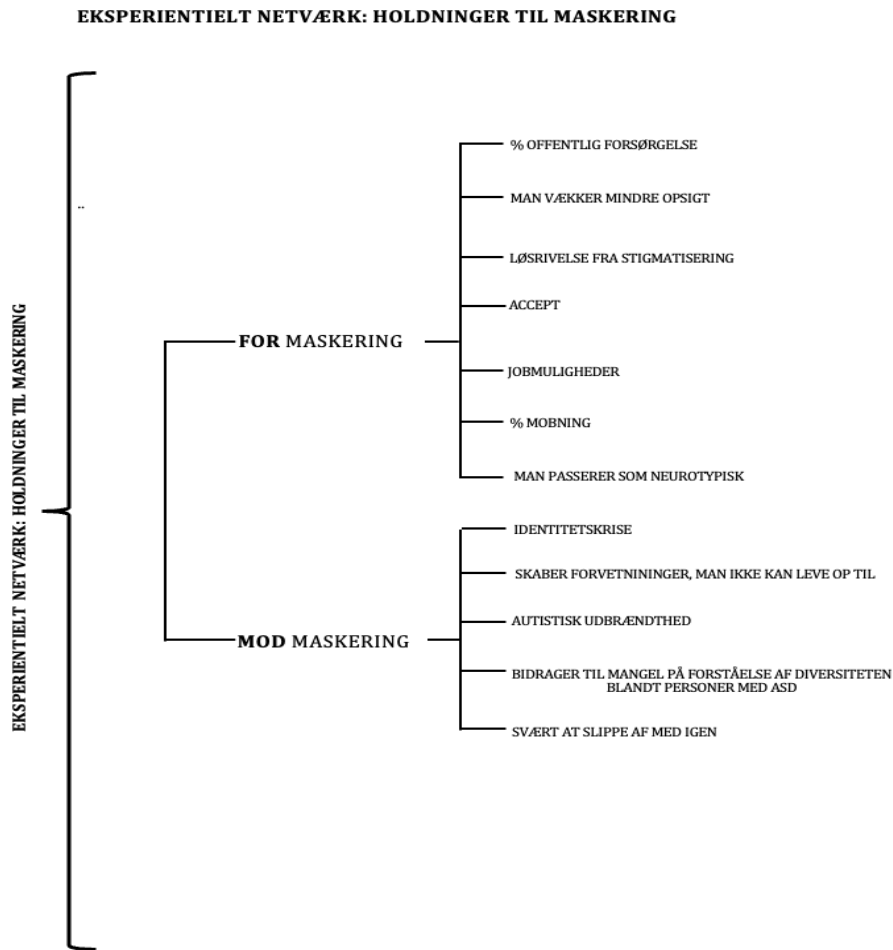 EKSPERIENTIELT NETVÆRK: HOLDNINGER TIL MASKERING
EKSPERIENTIELT NETVÆRK: HOLDNINGER TIL MASKERING
..
FOR MASKERING
% OFFENTLIG FORSØRGELSE
MAN VÆKKER MINDRE OPSIGT
LØSRIVELSE FRA STIGMATISERING
ACCEPT
JOBMULIGHEDER
% MOBNING
MAN PASSERER SOM NEUROTYPISK
MOD MASKERING
IDENTITETSKRISE
SKABER FORVETNININGER, MAN IKKE KAN LEVE OP TIL
AUTISTISK UDBRÆNDTHED
BIDRAGER TIL MANGEL PÅ FORSTÅELSE AF DIVERSITETEN
BLANDT PERSONER MED ASD
SVÆRT AT SLIPPE AF MED IGEN